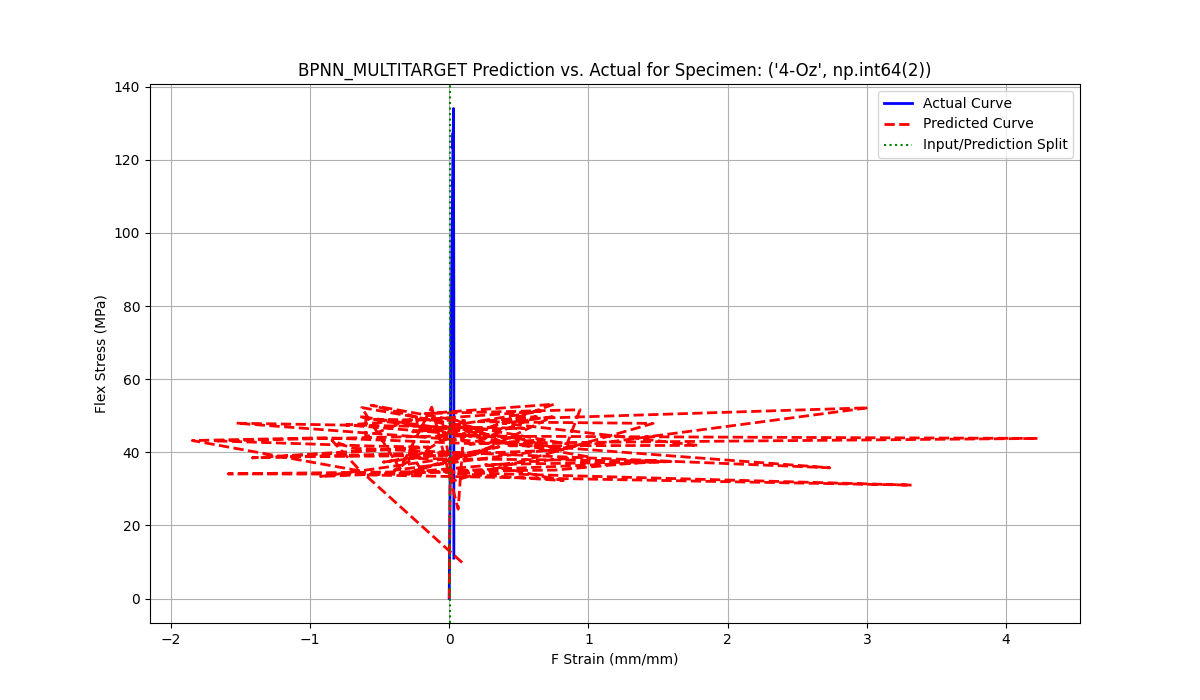 BPNN_MULTITARGET Prediction vs. Actual for Specimen: ('4-Oz', np.int64(2))
Actual Curve
Predicted Curve
Input/Prediction Split
Flex Stress (MPa)
140
120
100
80
60
40
20
0
−2
−1
0
1
2
3
4
F Strain (mm/mm)